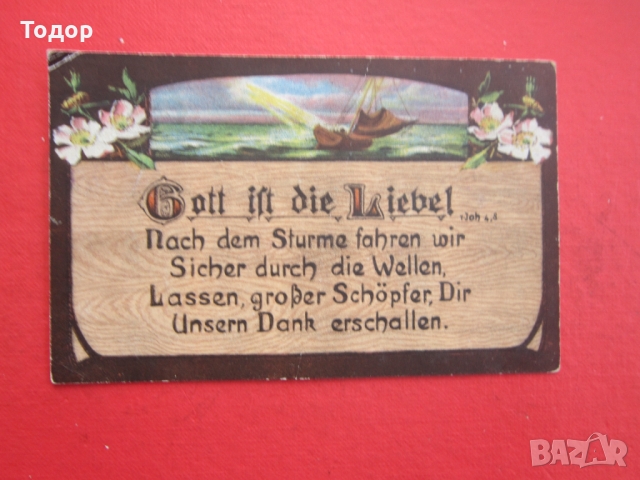 Тодор
Gott ist die Liebe!
1 Joh 4,8
Nach dem Sturme fahren wir
Sicher durch die Wellen,
Lassen, großer Schöpfer, Dir
Unsern Dank erschallen.
BAZAR